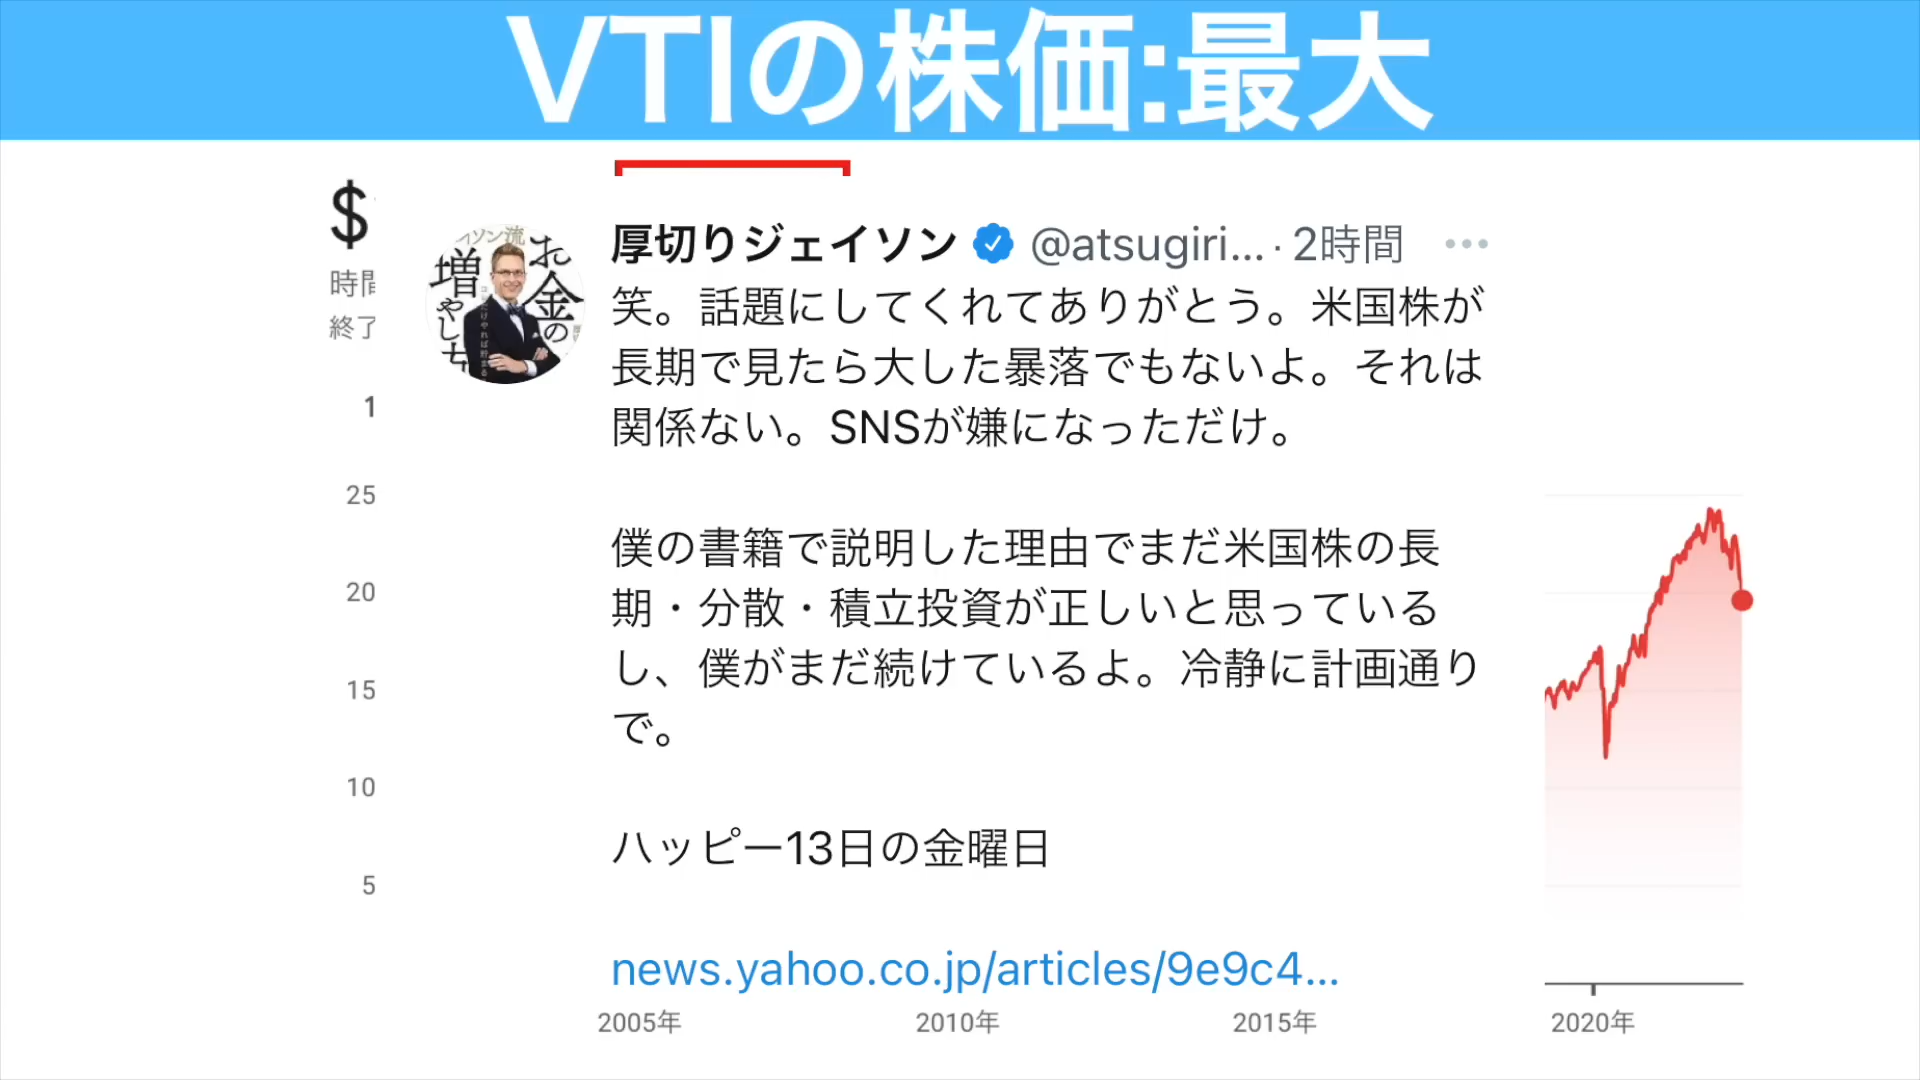 VTIの株価:最大
$
時間
終了
厚切りジェイソン @atsugiri... · 2時間
笑。話題にしてくれてありがとう。米国株が
長期で見たら大した暴落でもないよ。それは
関係ない。SNSが嫌になっただけ。
僕の書籍で説明した理由でまだ米国株の長
期・分散・積立投資が正しいと思っている
し、僕がまだ続けているよ。冷静に計画通り
で。
ハッピー13日の金曜日
news.yahoo.co.jp/articles/9e9c4...
お金の
増やし
1
25
20
15
10
5
2005年 2010年 2015年 2020年